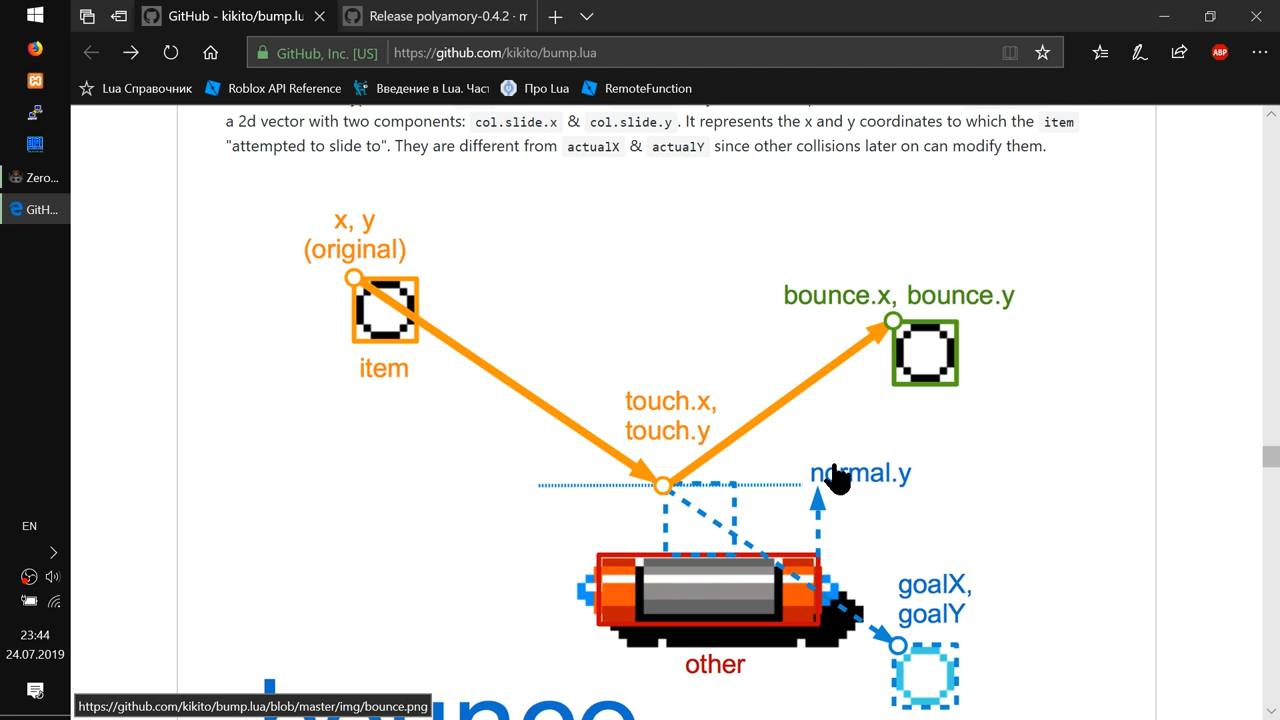 GitHub - kikito/bump.lu
Release polyamory-0.4.2 · m
GitHub, Inc. [US]
https://github.com/kikito/bump.lua
ABP
Lua Справочник
Roblox API Reference
Введение в Lua. Част
Про Lua
RemoteFunction
a 2d vector with two components: col.slide.x & col.slide.y. It represents the x and y coordinates to which the item
"attempted to slide to". They are different from actualX & actualY since other collisions later on can modify them.
Zero...
GitH...
x, y
(original)
item
bounce.x, bounce.y
touch.x,
touch.y
normal.y
goalX,
goalY
other
bounce
EN
23:44
24.07.2019
https://github.com/kikito/bump.lua/blob/master/img/bounce.png